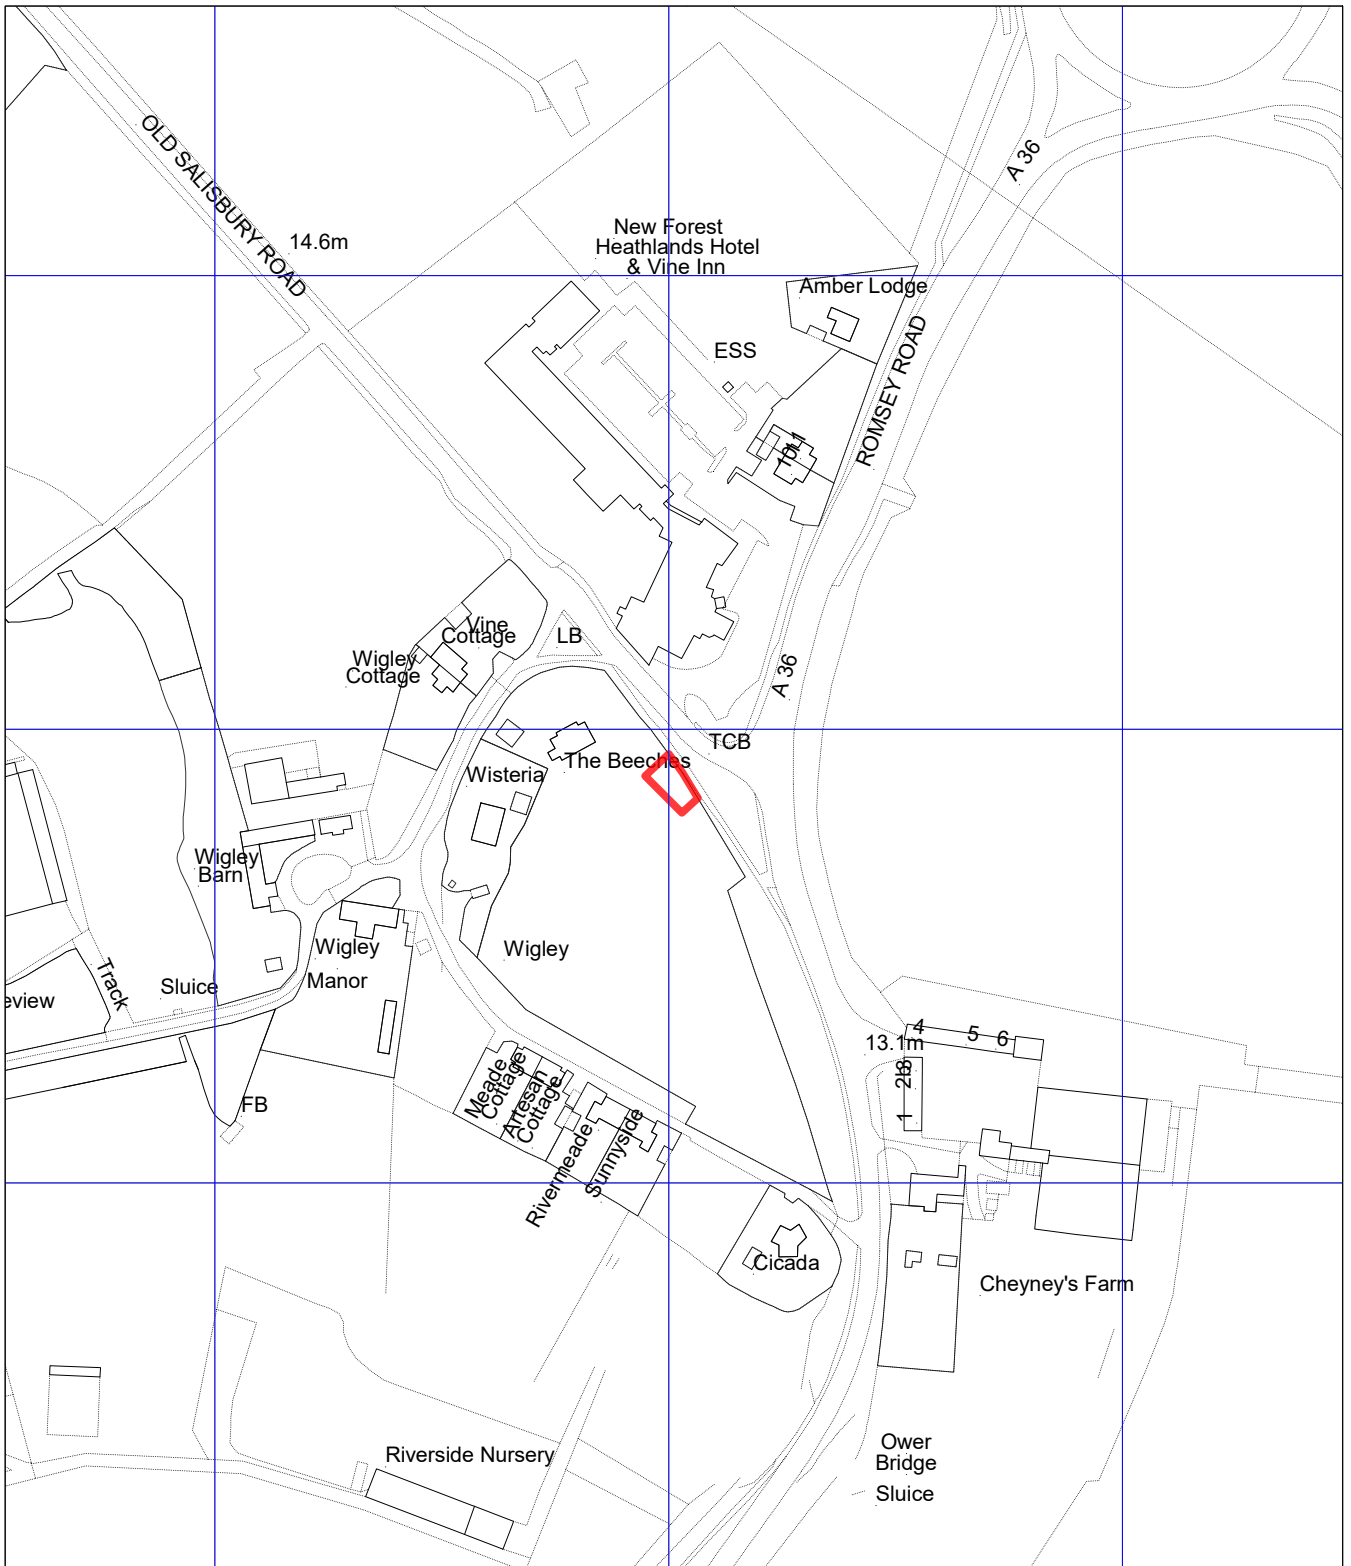 A 36
OLD SALISBURY ROAD
14.6m
New Forest
Heathlands Hotel
& Vine Inn
Amber Lodge
ESS
ROMSEY ROAD
Vine
Cottage
LB
Wigley
Cottage
A 36
TCB
The Beeches
Wisteria
Wigley
Barn
Wigley
Manor
Wigley
Track
Sluice
eview
4
5
6
13.1m
1
Meade
Cottage
Artesan
Cottage
FB
Rivermeade
Sunnyside
Cicada
Cheyney's Farm
Riverside Nursery
Ower
Bridge
Sluice